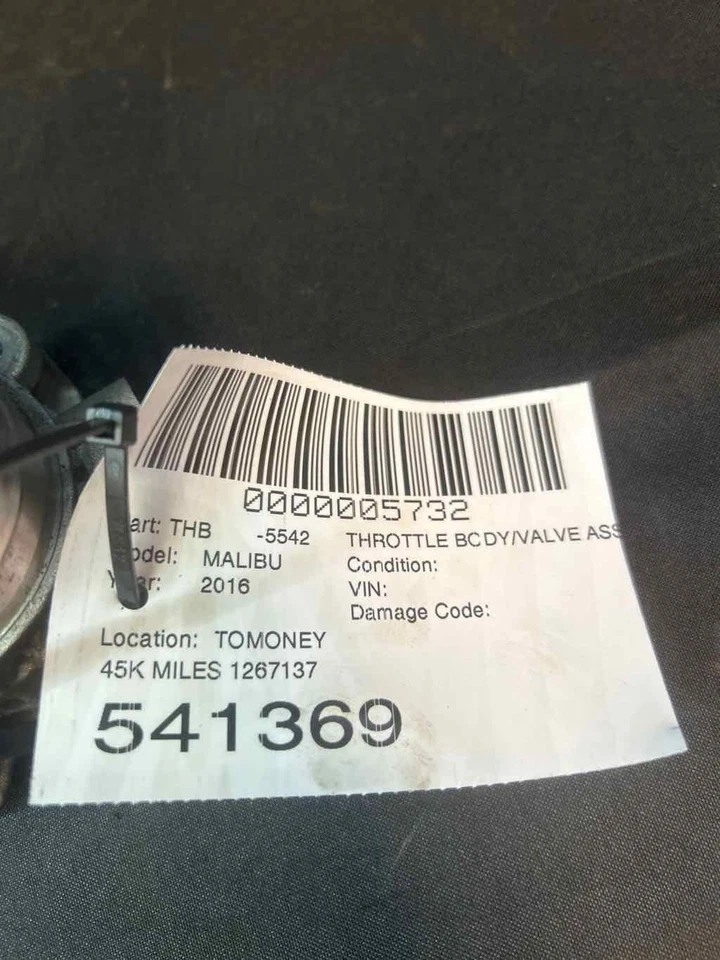 0000005732
art: THB -5542 THROTTLE BODY/VALVE ASS
odel: MALIBU Condition:
Y ar: 2016 VIN:
Damage Code:
Location: TOMONEY
45K MILES 1267137
541369